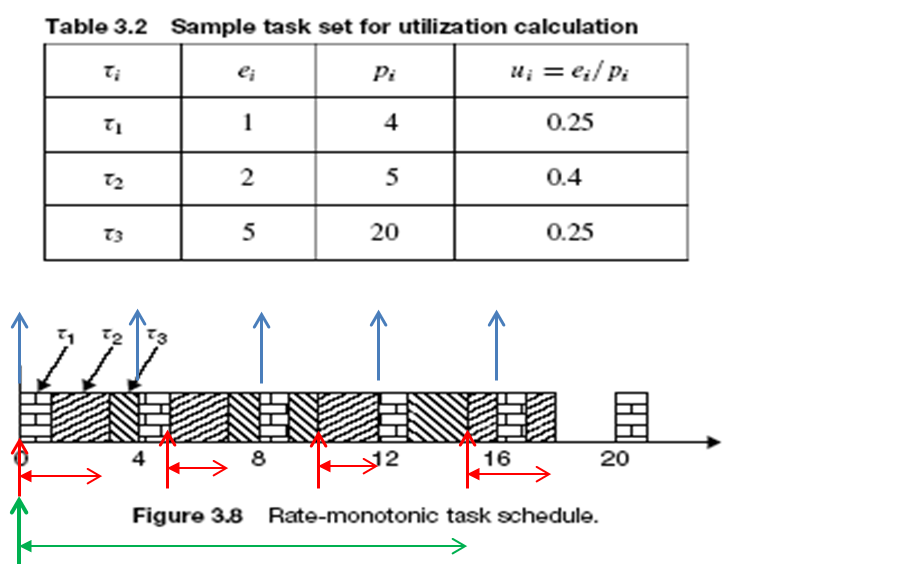 Table 3.2 Sample task set for utilization calculation
τi ei pi ui = ei/pi
τ1 1 4 0.25
τ2 2 5 0.4
τ3 5 20 0.25
τ1 τ2 τ3
0 4 8 12 16 20
Figure 3.8 Rate-monotonic task schedule.